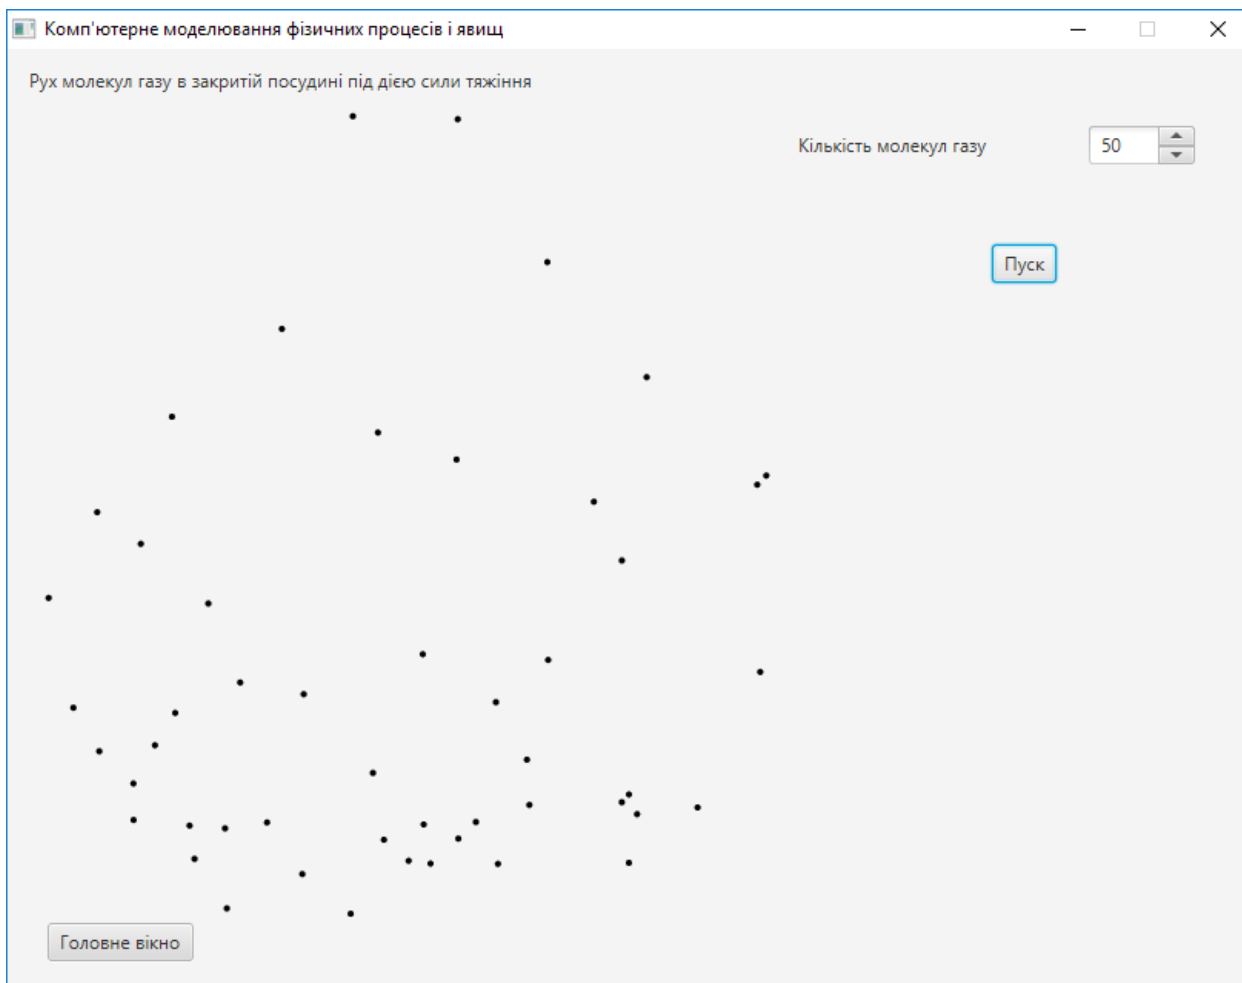 Комп'ютерне моделювання фізичних процесів і явищ
Рух молекул газу в закритій посудині під дією сили тяжіння
Кількість молекул газу 50
Пуск
Головне вікно